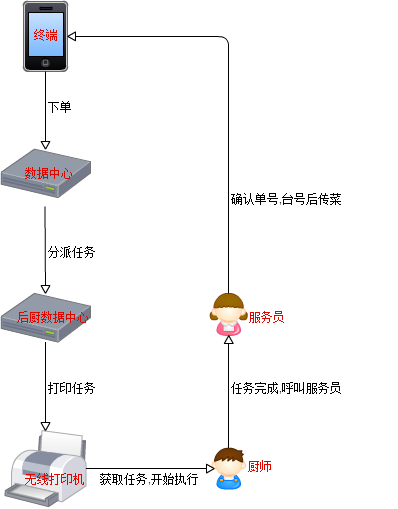 终端
下单
数据中心
确认单号,台号后传菜
分派任务
后厨数据中心
服务员
打印任务
任务完成,呼叫服务员
无线打印机
获取任务,开始执行
厨师